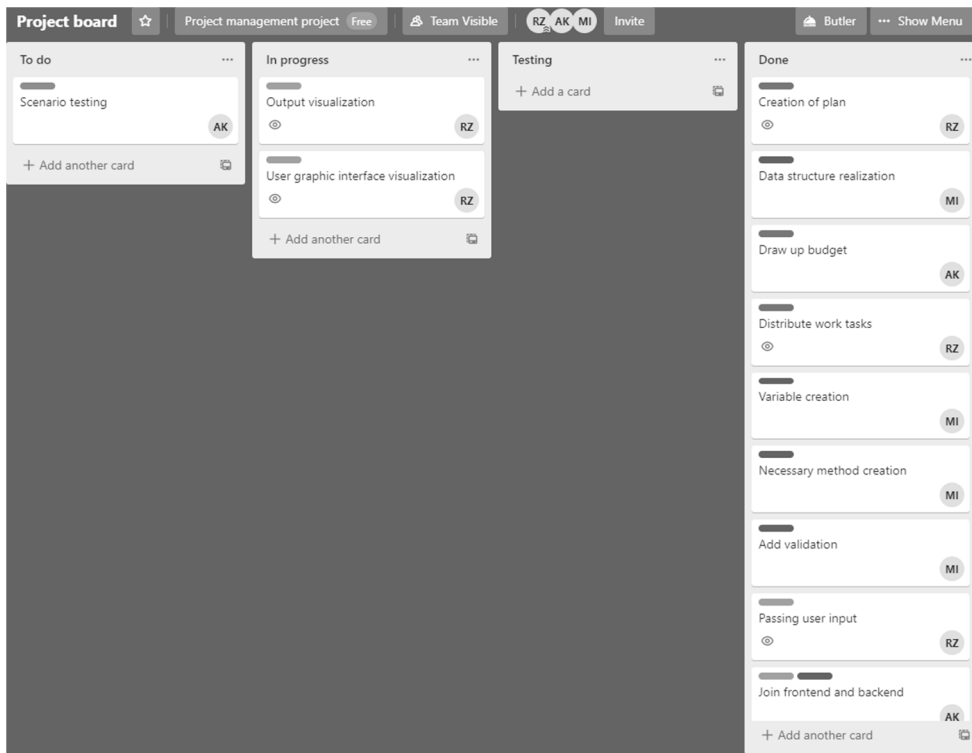 Project board
Project management project Free
Team Visible
RZ AK MI
Invite
Butler
Show Menu
To do
Scenario testing
AK
+ Add another card
In progress
Output visualization
RZ
User graphic interface visualization
RZ
+ Add another card
Testing
+ Add a card
Done
Creation of plan
RZ
Data structure realization
MI
Draw up budget
AK
Distribute work tasks
RZ
Variable creation
MI
Necessary method creation
MI
Add validation
MI
Passing user input
RZ
Join frontend and backend
AK
+ Add another card